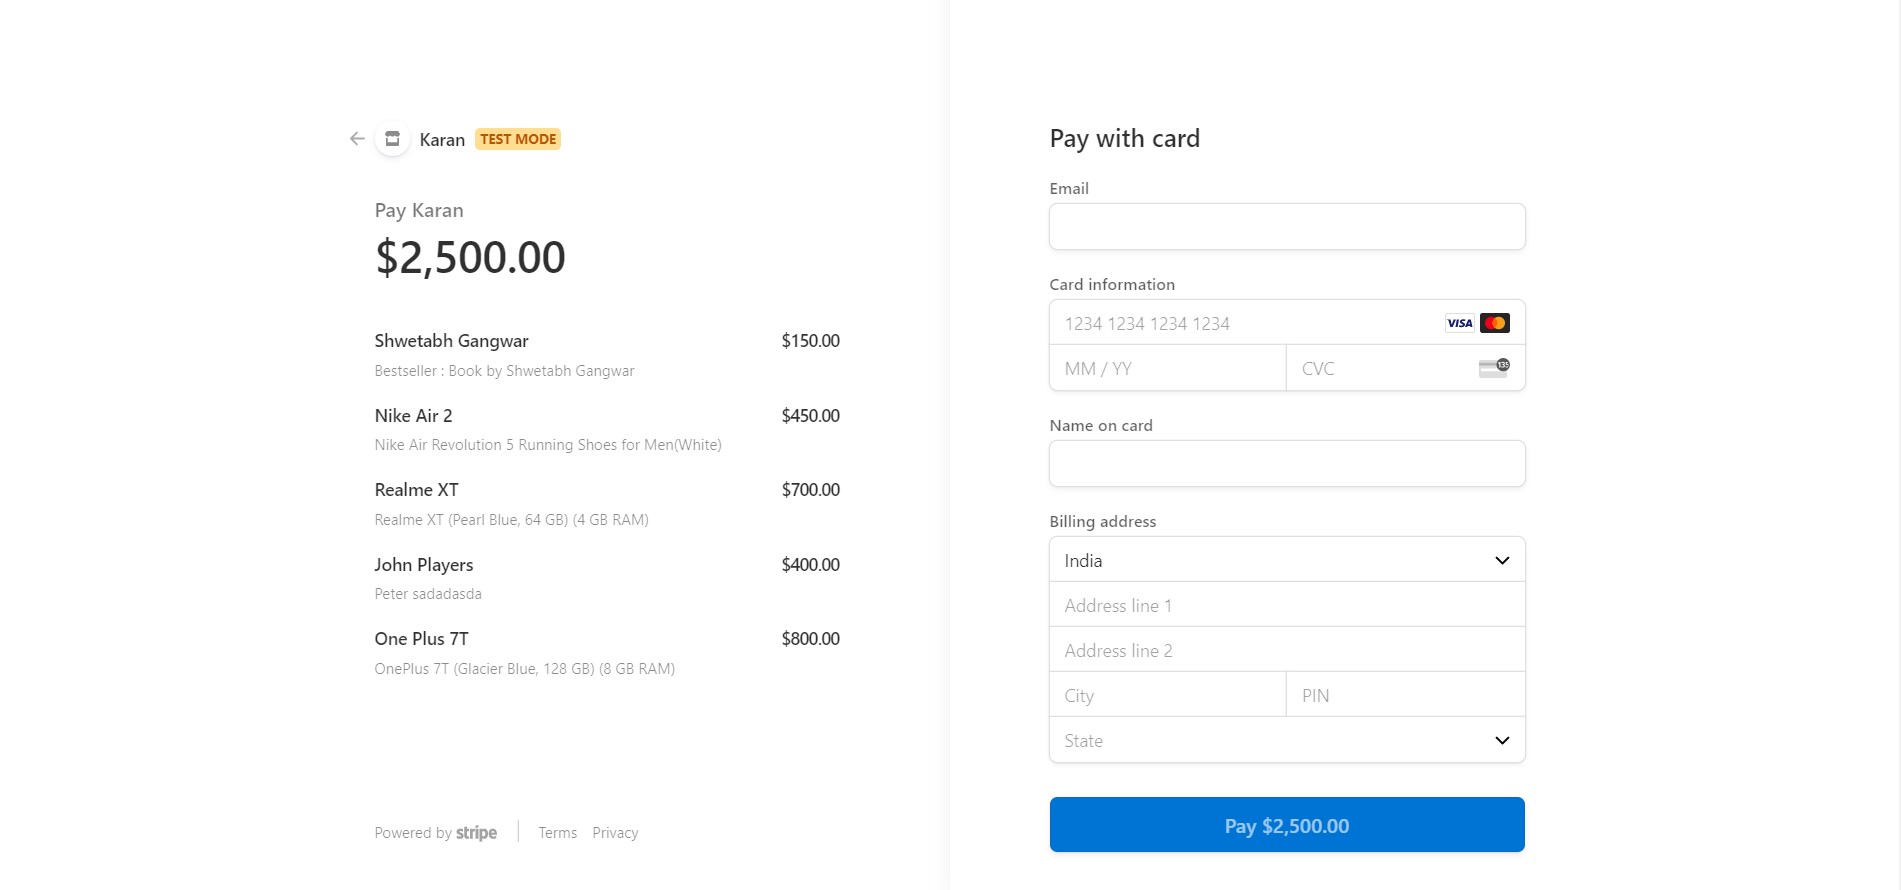 Karan TEST MODE
Pay Karan
$2,500.00
Shwetabh Gangwar $150.00
Bestseller : Book by Shwetabh Gangwar
Nike Air 2 $450.00
Nike Air Revolution 5 Running Shoes for Men(White)
Realme XT $700.00
Realme XT (Pearl Blue, 64 GB) (4 GB RAM)
John Players $400.00
Peter sadadasda
One Plus 7T $800.00
OnePlus 7T (Glacier Blue, 128 GB) (8 GB RAM)
Powered by stripe Terms Privacy
Pay with card
Email
Card information
1234 1234 1234 1234 VISA
MM / YY CVC 135
Name on card
Billing address
India
Address line 1
Address line 2
City PIN
State
Pay $2,500.00